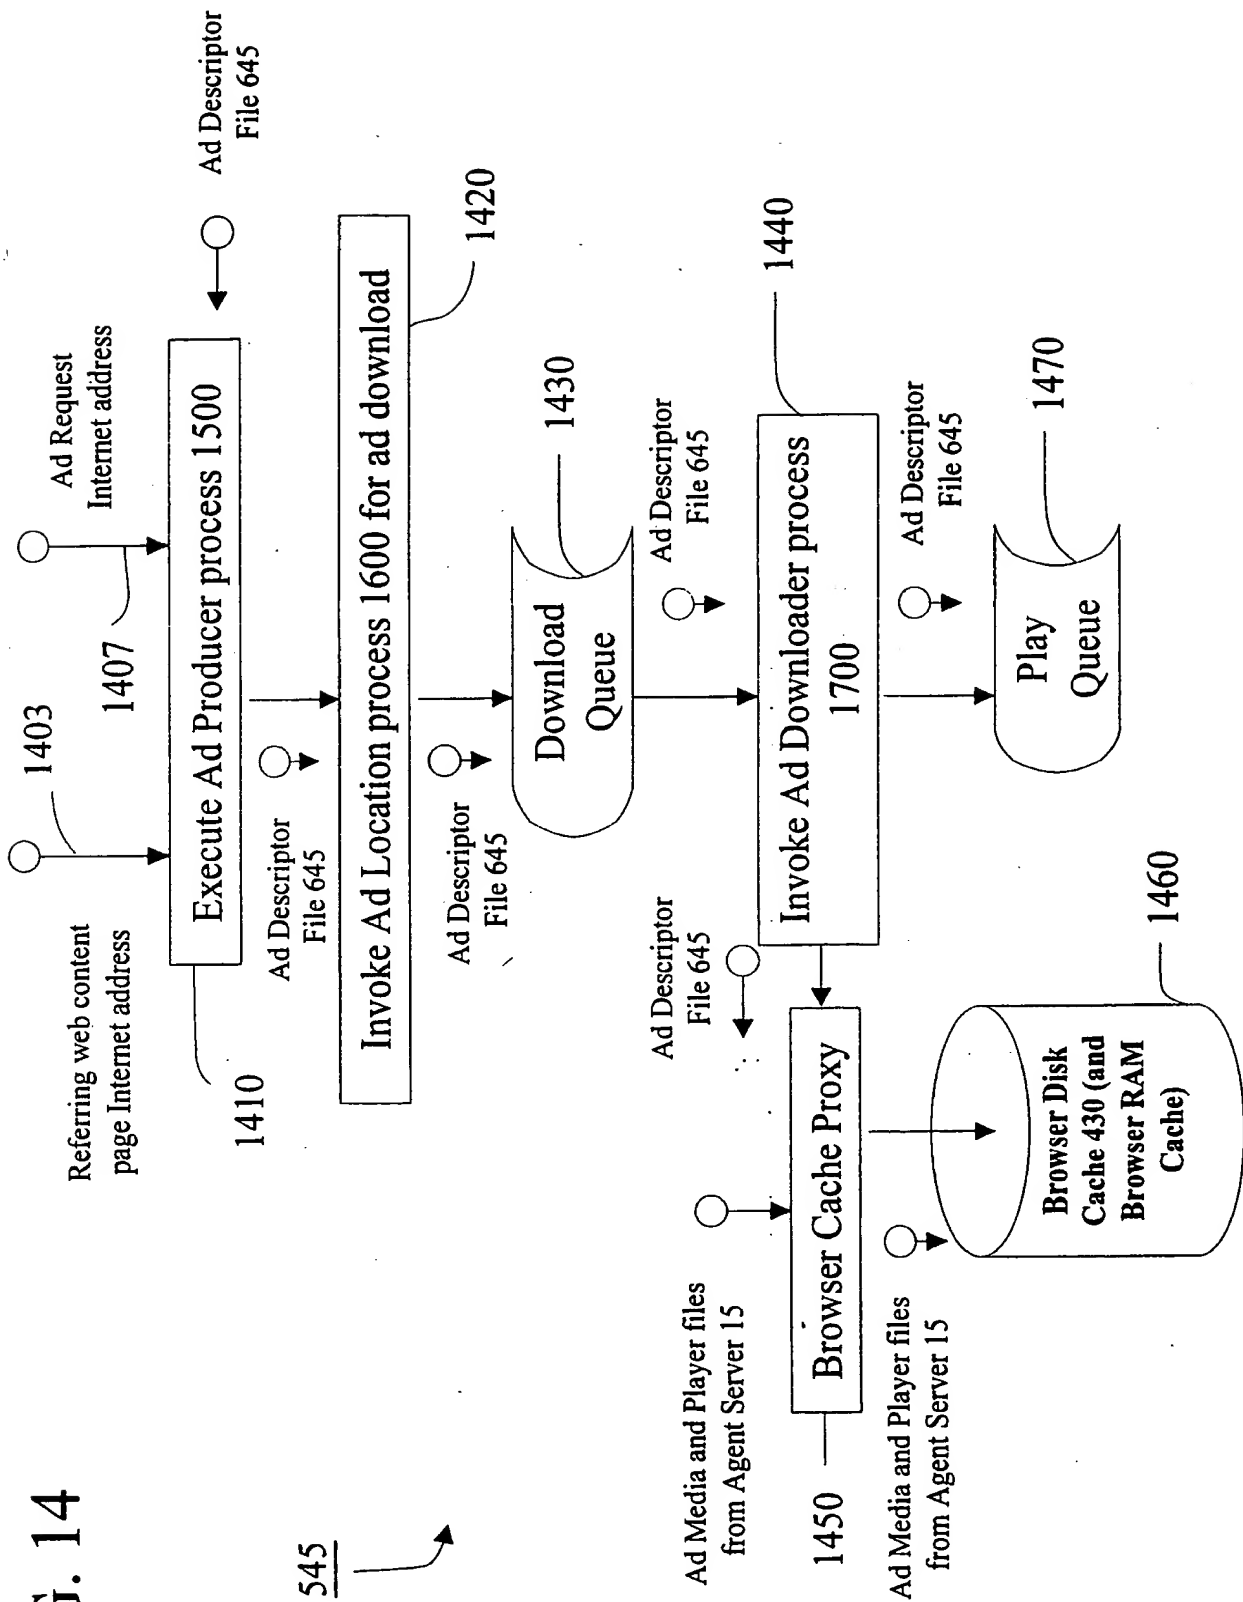 G. 14
545
Referring web content
page Internet address
1403
1407
Ad Request
Internet address
Ad Descriptor
File 645
Execute Ad Producer process 1500
1410
Ad Descriptor
File 645
Invoke Ad Location process 1600 for ad download
1420
Ad Descriptor
File 645
Download
Queue
1430
Ad Descriptor
File 645
Ad Descriptor
File 645
Invoke Ad Downloader process
1700
1440
Ad Media and Player files
from Agent Server 15
Browser Cache Proxy
1450
Ad Descriptor
File 645
Play
Queue
1470
Ad Media and Player files
from Agent Server 15
Browser Disk
Cache 430 (and
Browser RAM
Cache)
1460